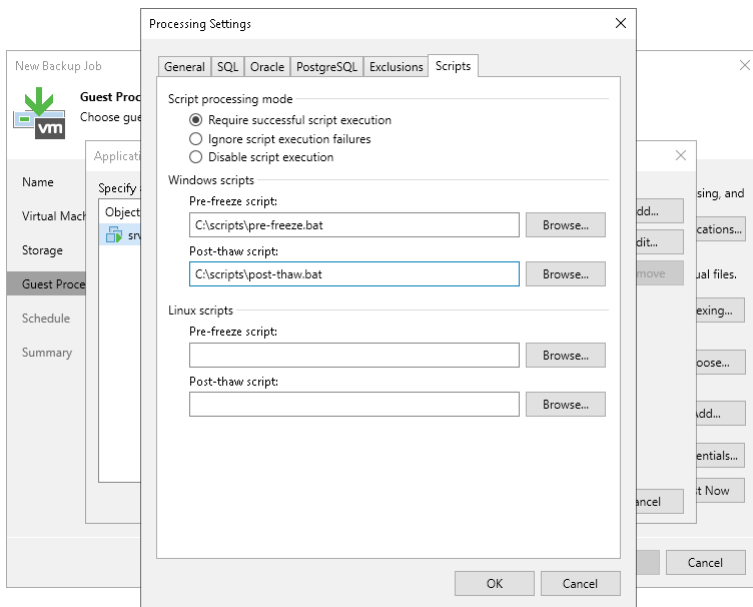 Processing Settings
General
SQL
Oracle
PostgreSQL
Exclusions
Scripts
Script processing mode
Require successful script execution
Ignore script execution failures
Disable script execution
Windows scripts
Pre-freeze script:
C:\scripts\pre-freeze.bat
Browse...
Post-thaw script:
C:\scripts\post-thaw.bat
Browse...
Linux scripts
Pre-freeze script:
Browse...
Post-thaw script:
Browse...
OK
Cancel
New Backup Job
vm
Guest Proc
Choose gue
Name
Virtual Mach
Storage
Guest Proce
Schedule
Summary
Applicati
Specify
Object
srv
dd...
dit...
move
ancel
sing, and
cations...
ual files.
exing...
oose...
Add...
entials...
t Now
Cancel